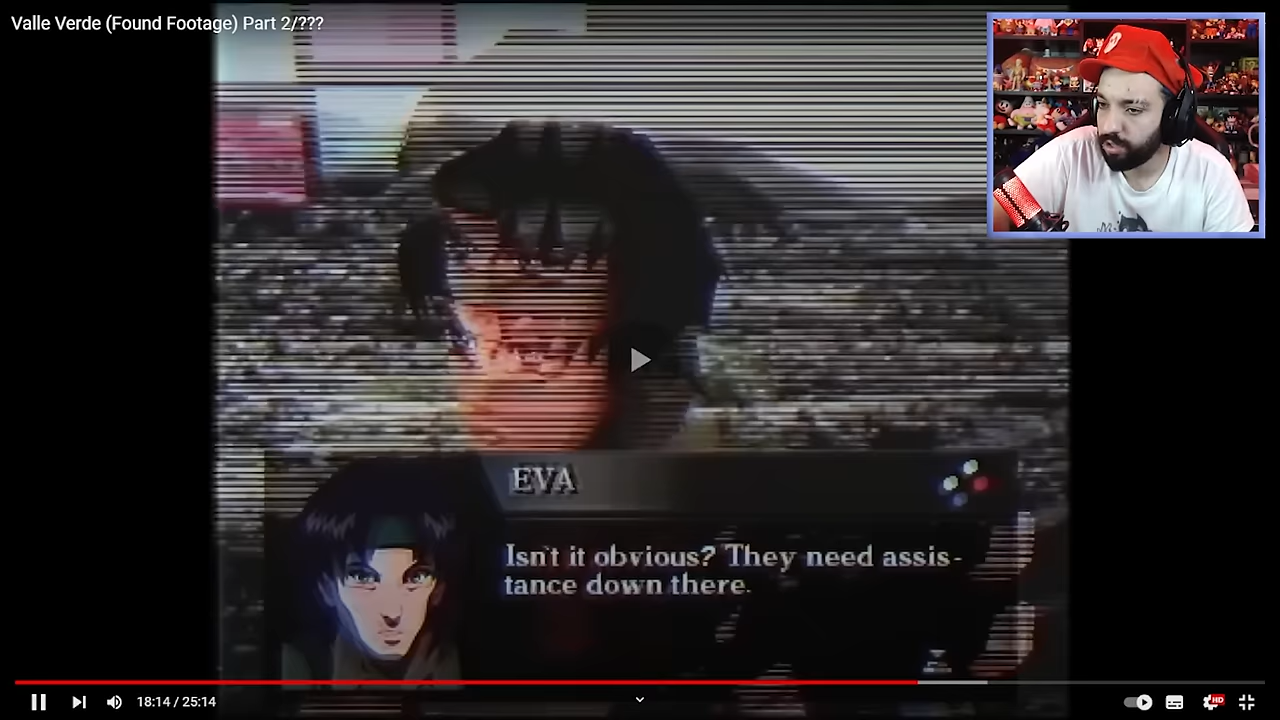 Valle Verde (Found Footage) Part 2/???
EVA
Isn't it obvious? They need assis-
tance down there.
18:14 / 25:14
HD